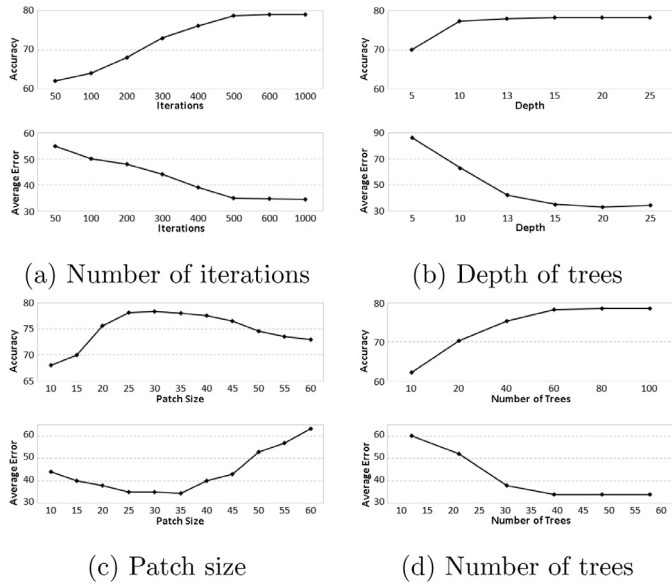 80
70
60
Accuracy
50 100 200 300 400 500 600 1000
Iterations
60
50
40
30
Average Error
50 100 200 300 400 500 600 1000
Iterations
(a) Number of iterations
80
70
60
Accuracy
5 10 13 15 20 25
Depth
90
70
50
30
Average Error
5 10 13 15 20 25
Depth
(b) Depth of trees
80
75
70
65
Accuracy
10 15 20 25 30 35 40 45 50 55 60
Patch Size
60
50
40
30
Average Error
10 15 20 25 30 35 40 45 50 55 60
Patch Size
(c) Patch size
80
70
60
Accuracy
10 20 40 60 80 100
Number of Trees
60
50
40
30
Average Error
10 15 20 25 30 35 40 45 50 55 60
Number of Trees
(d) Number of trees